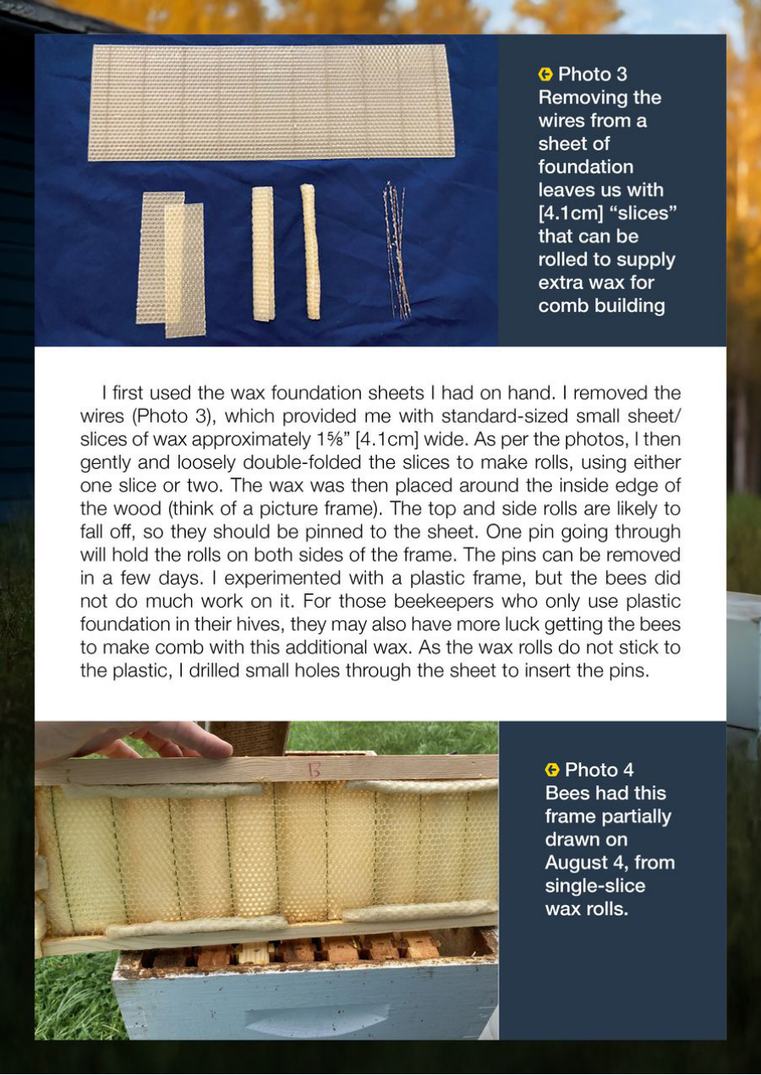 Photo 3
Removing the
wires from a
sheet of
foundation
leaves us with
[4.1cm] “slices”
that can be
rolled to supply
extra wax for
comb building
I first used the wax foundation sheets I had on hand. I removed the
wires (Photo 3), which provided me with standard-sized small sheet/
slices of wax approximately 1⅝” [4.1cm] wide. As per the photos, I then
gently and loosely double-folded the slices to make rolls, using either
one slice or two. The wax was then placed around the inside edge of
the wood (think of a picture frame). The top and side rolls are likely to
fall off, so they should be pinned to the sheet. One pin going through
will hold the rolls on both sides of the frame. The pins can be removed
in a few days. I experimented with a plastic frame, but the bees did
not do much work on it. For those beekeepers who only use plastic
foundation in their hives, they may also have more luck getting the bees
to make comb with this additional wax. As the wax rolls do not stick to
the plastic, I drilled small holes through the sheet to insert the pins.
B
Photo 4
Bees had this
frame partially
drawn on
August 4, from
single-slice
wax rolls.